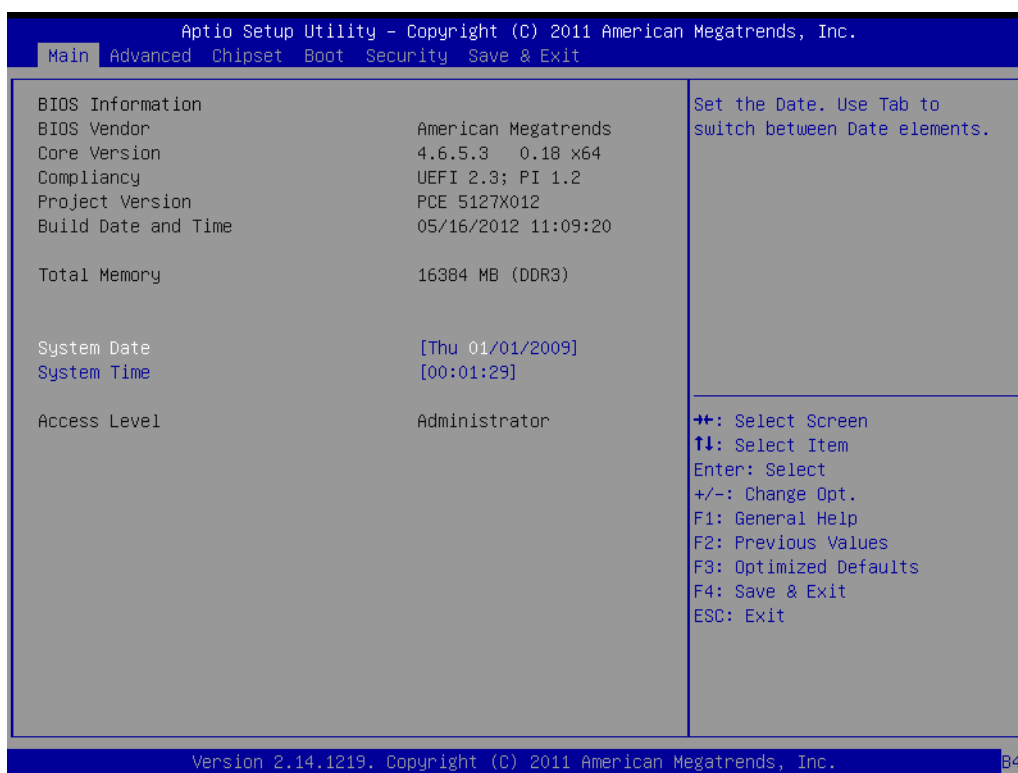 Aptio Setup Utility – Copyright (C) 2011 American Megatrends, Inc.
Main Advanced Chipset Boot Security Save & Exit
BIOS Information
BIOS Vendor American Megatrends
Core Version 4.6.5.3 0.18 x64
Compliancy UEFI 2.3; PI 1.2
Project Version PCE 5127X012
Build Date and Time 05/16/2012 11:09:20
Total Memory 16384 MB (DDR3)
System Date [Thu 01/01/2009]
System Time [00:01:29]
Access Level Administrator
Set the Date. Use Tab to
switch between Date elements.
→←: Select Screen
↑↓: Select Item
Enter: Select
+/-: Change Opt.
F1: General Help
F2: Previous Values
F3: Optimized Defaults
F4: Save & Exit
ESC: Exit
Version 2.14.1219. Copyright (C) 2011 American Megatrends, Inc.
B4